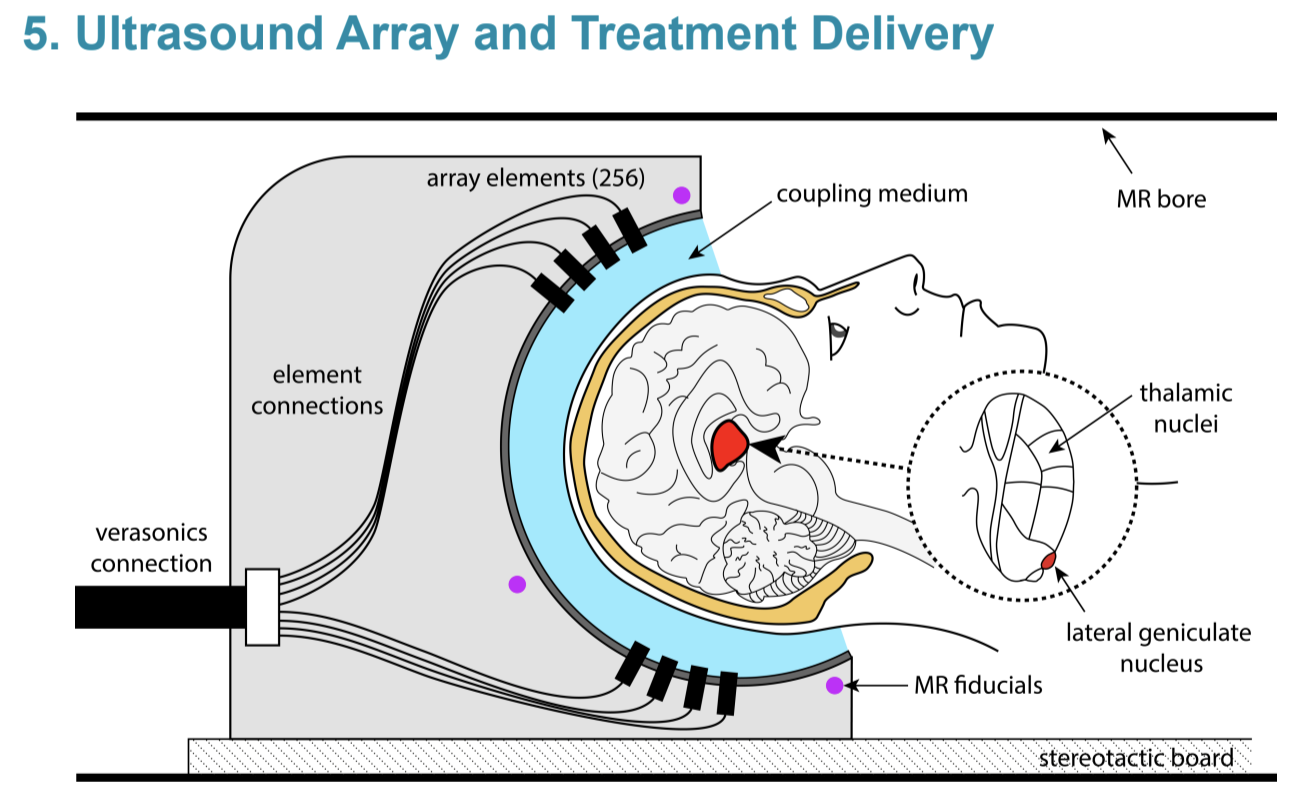 5. Ultrasound Array and Treatment Delivery
array elements (256)
coupling medium
MR bore
element
connections
thalamic
nuclei
verasonics
connection
lateral geniculate
nucleus
MR fiducials
stereotactic board